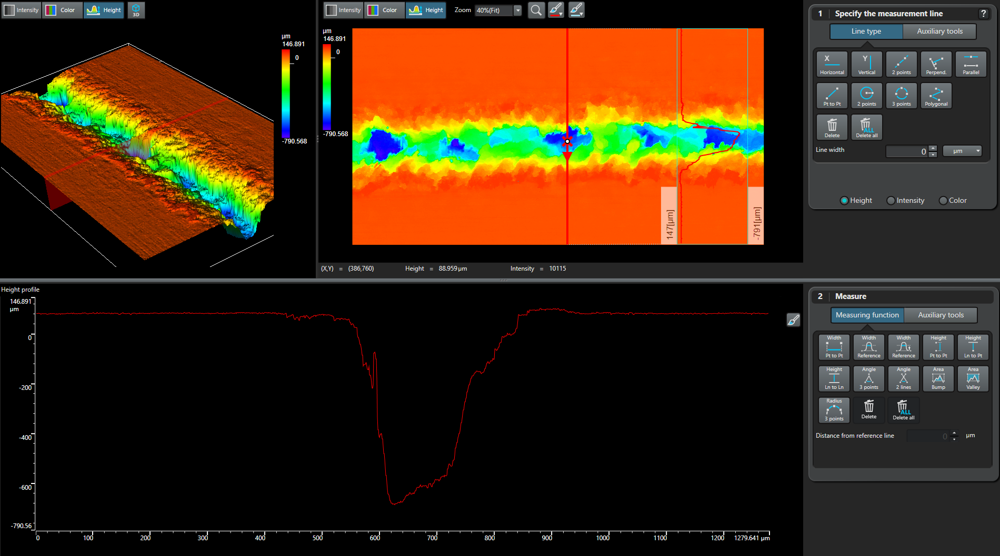 Intensity Color Height 3D
µm
146.891
0
-790.568
Intensity Color Height Zoom 40%(Fit)
µm
146.891
0
-790.568
147[µm]
-791[µm]
(X,Y) = (386,760) Height = 88.959µm Intensity = 10115
1 Specify the measurement line ?
Line type Auxiliary tools
X Y
Horizontal Vertical 2 points Perpend. Parallel
Pt to Pt 2 points 3 points Polygonal
ALL
Delete Delete all
Line width 0 µm
Height Intensity Color
Height profile
146.891
µm
0
-200
-400
-600
-790.56
0 100 200 300 400 500 600 700 800 900 1000 1100 1200 1279.641 µm
2 Measure
Measuring function Auxiliary tools
Width Width Width Height Height
Pt to Pt Reference Reference Pt to Pt Ln to Pt
Height Angle Angle Area Area
Ln to Ln 3 points 2 lines Bump Valley
Radius
ALL
3 points Delete Delete all
Distance from reference line 0 µm